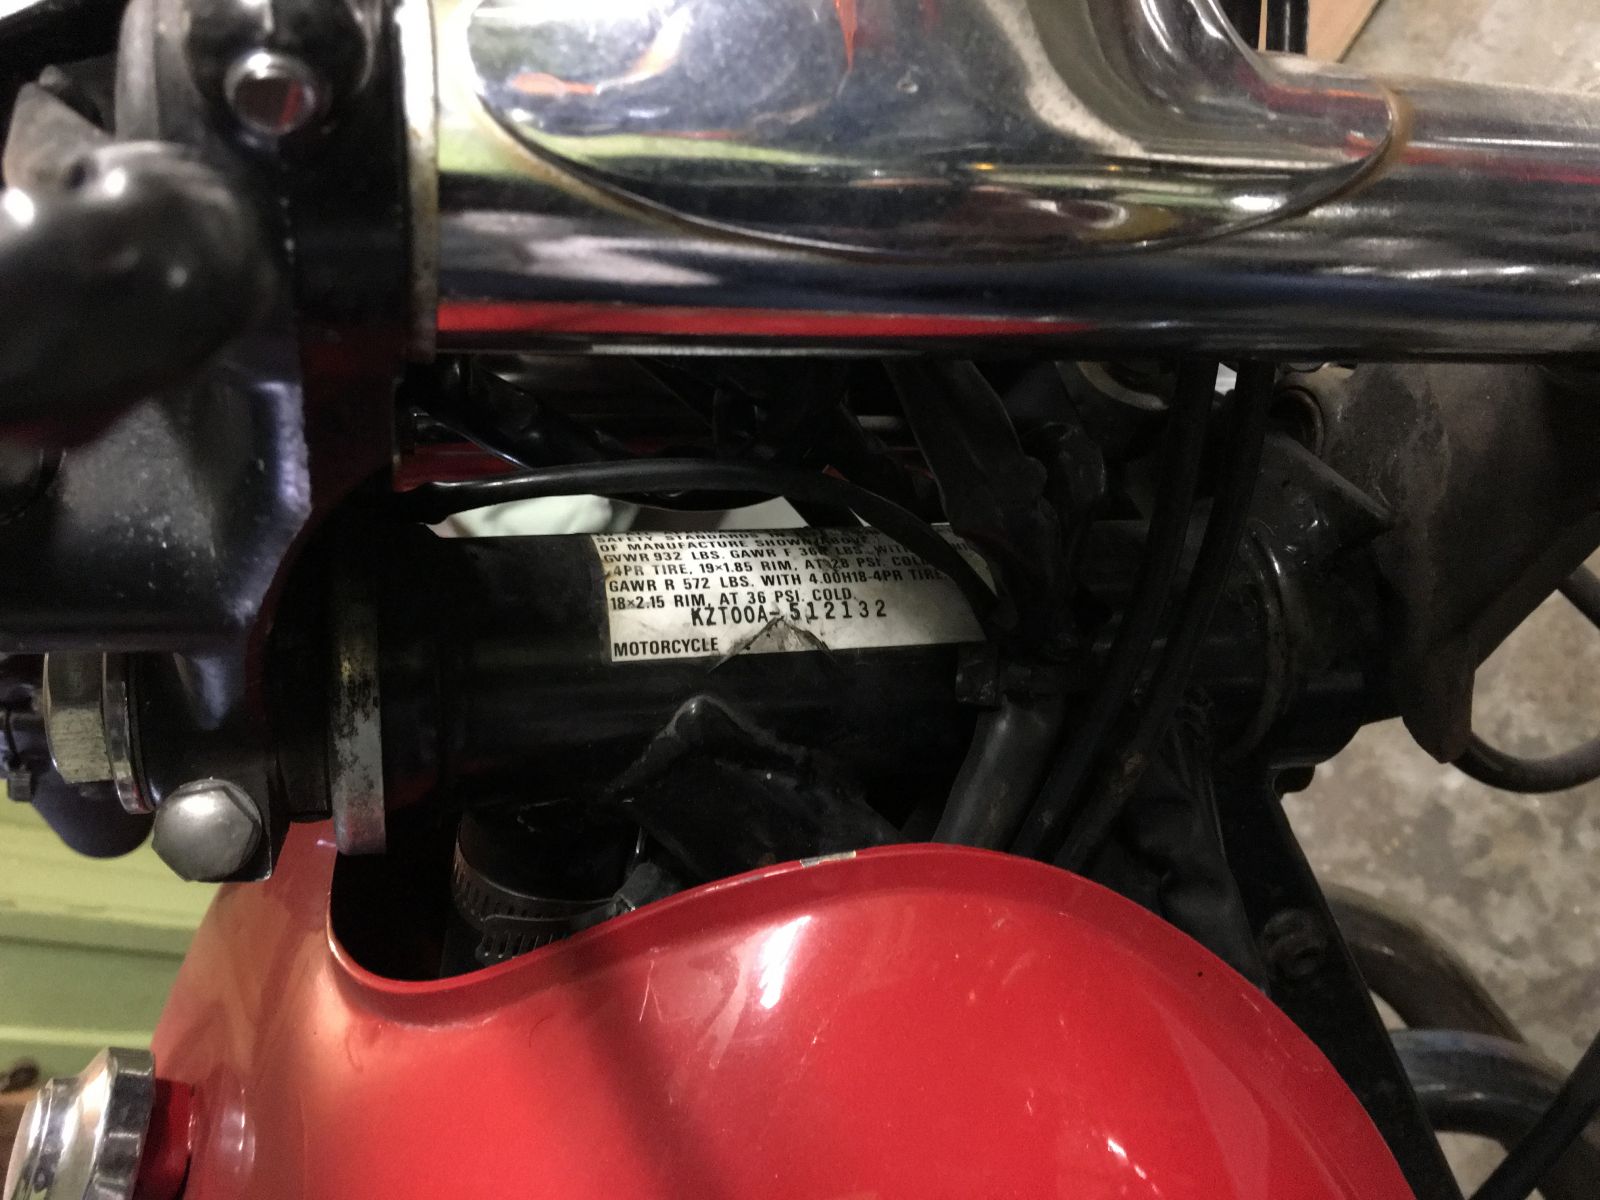 SAFETY STANDARDS IN
OF MANUFACTURE SHOWN ABOVE.
GVWR 932 LBS. GAWR F 360 LBS. WITH
4PR TIRE, 19×1.85 RIM, AT 28 PSI. COLD
GAWR R 572 LBS. WITH 4.00H18-4PR TIRE,
18×2.15 RIM, AT 36 PSI. COLD.
KZT00A-512132
MOTORCYCLE